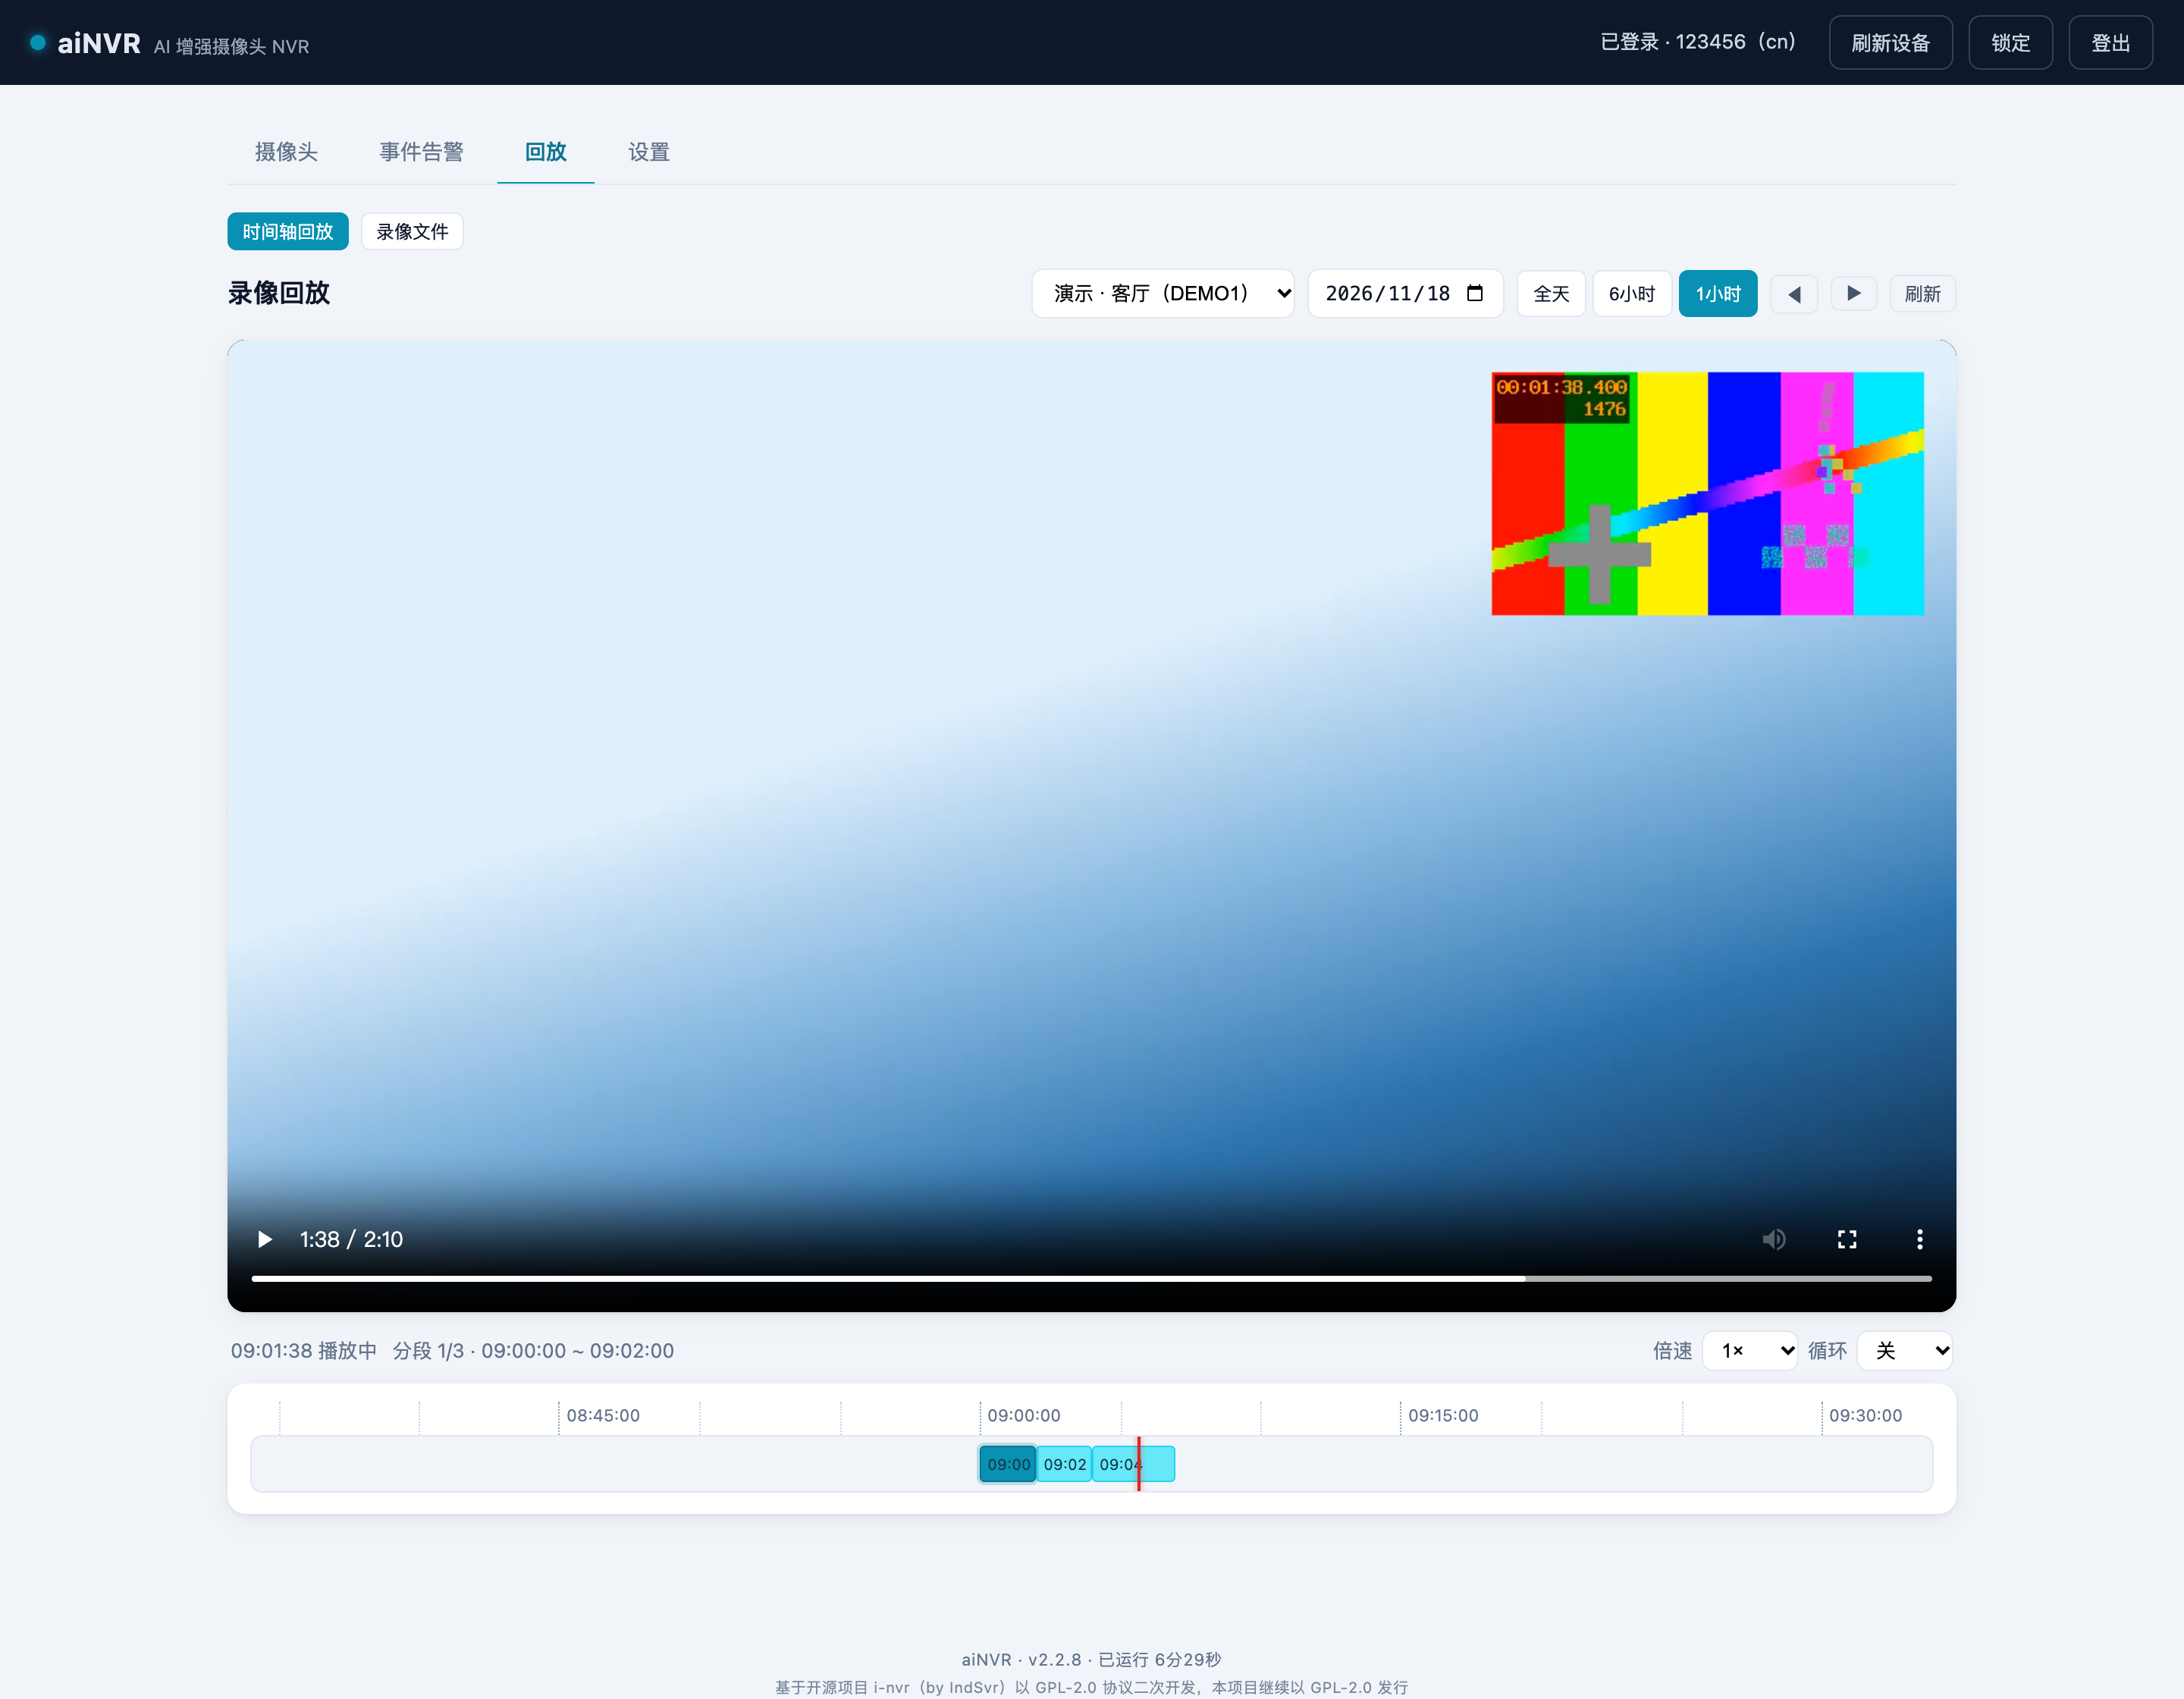 aiNVR AI 增强摄像头 NVR 已登录 · 123456（cn） 刷新设备 锁定 登出
摄像头 事件告警 回放 设置
时间轴回放 录像文件
录像回放 演示 · 客厅（DEMO1） 2026/11/18 全天 6小时 1小时 刷新
00:01:38.400
1476
1:38 / 2:10
09:01:38 播放中 分段 1/3 · 09:00:00 ~ 09:02:00 倍速 1× 循环 关
08:45:00 09:00:00 09:15:00 09:30:00
09:00 09:02 09:04
aiNVR · v2.2.8 · 已运行 6分29秒
基于开源项目 i-nvr（by IndSvr）以 GPL-2.0 协议二次开发，本项目继续以 GPL-2.0 发行